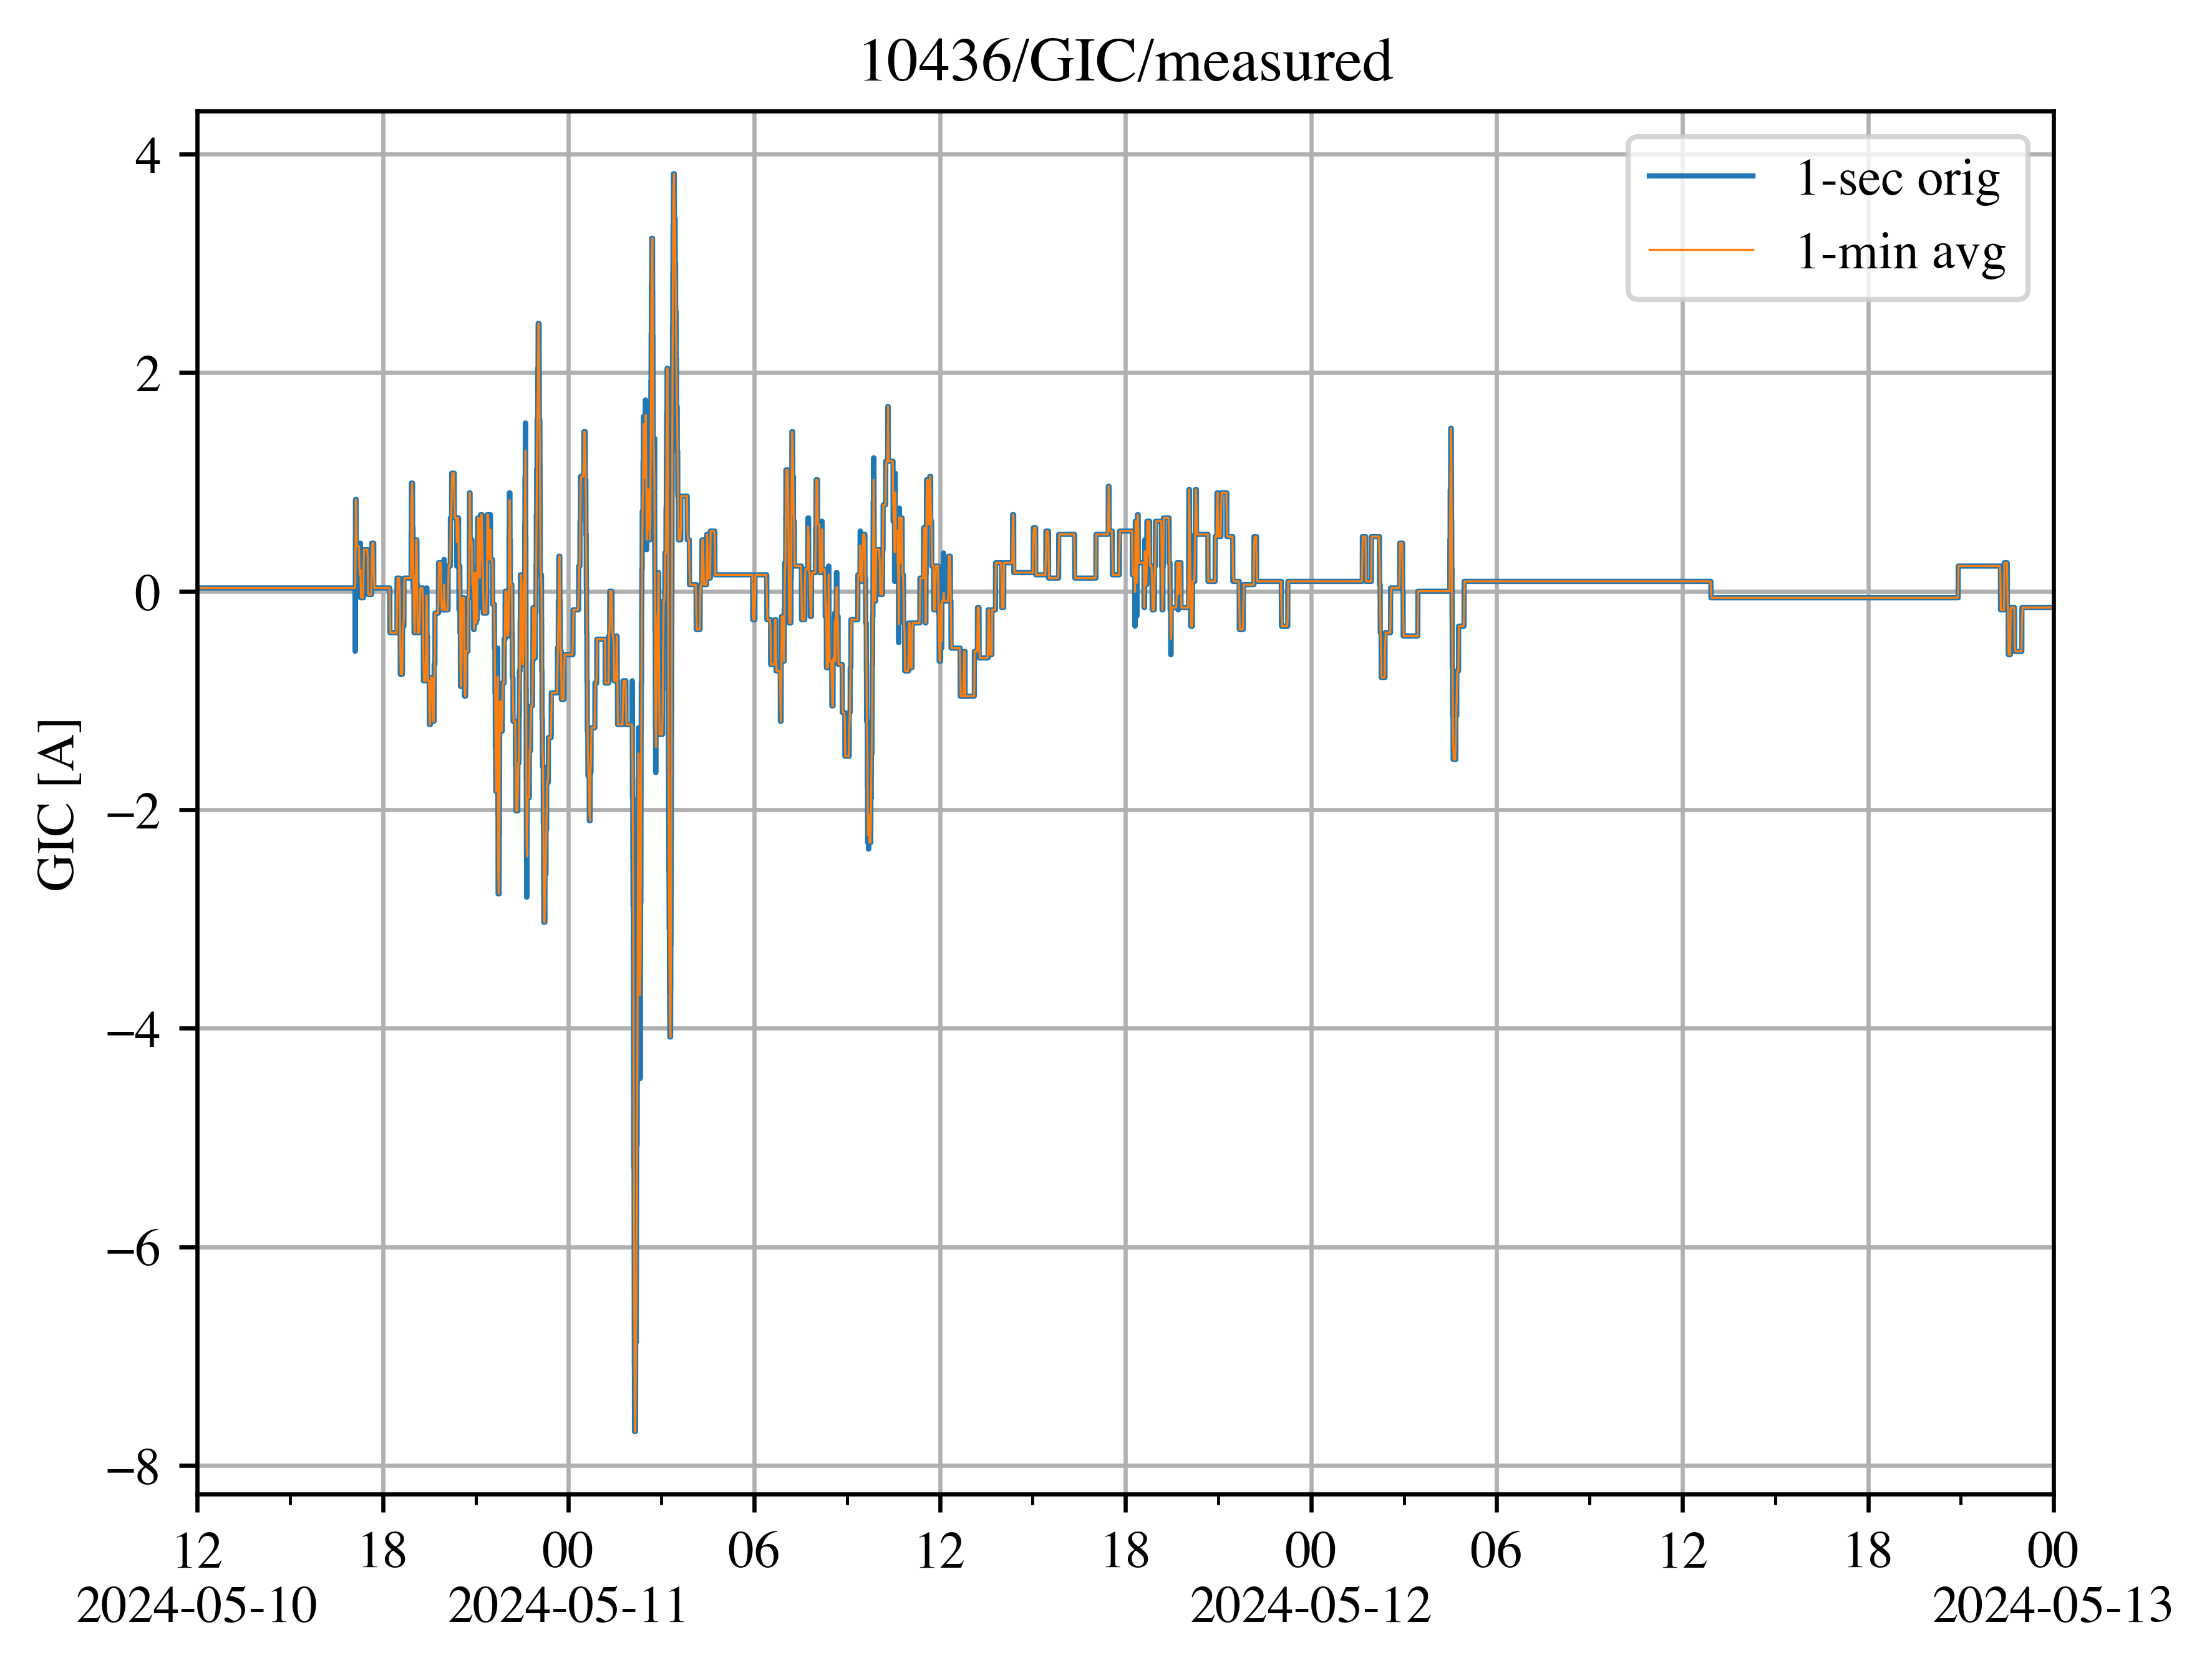 10436/GIC/measured
4
2
0
−2
−4
−6
−8
GIC [A]
1-sec orig
1-min avg
12 18 00 06 12 18 00 06 12 18 00
2024-05-10 2024-05-11 2024-05-12 2024-05-13